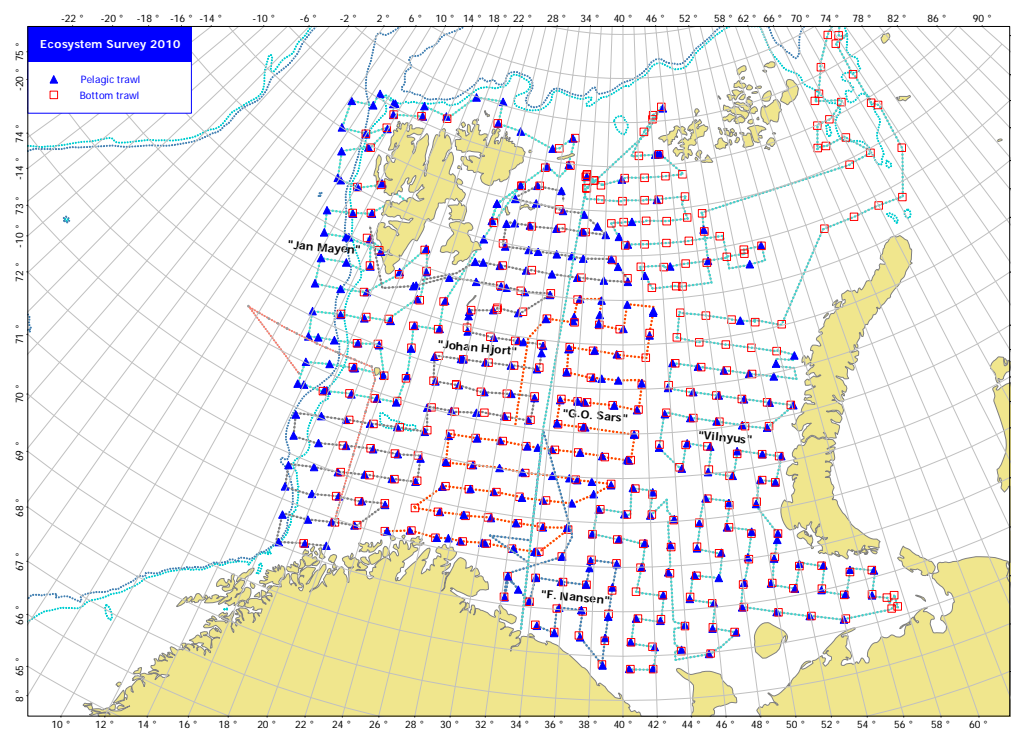 -22 ° -18 ° -14 ° -10 ° -6 ° -2 ° 2 ° 6 ° 10 ° 14 ° 18 ° 22 ° 28 ° 34 ° 40 ° 46 ° 52 ° 58 ° 62 ° 66 ° 70 ° 74 ° 78 ° 82 ° 86 ° 90 °
Ecosystem Survey 2010
Pelagic trawl
Bottom trawl
75 °
-20 °
74 °
-14 °
73 °
-10 °
72 °
71 °
70 °
69 °
68 °
67 °
66 °
65 °
8 °
"Jan Mayen"
"Johan Hjort"
"G.O. Sars"
"Vilnyus"
"F. Nansen"
10 ° 12 ° 14 ° 16 ° 18 ° 20 ° 22 ° 24 ° 26 ° 28 ° 30 ° 32 ° 34 ° 36 ° 38 ° 40 ° 42 ° 44 ° 46 ° 48 ° 50 ° 52 ° 54 ° 56 ° 58 ° 60 °